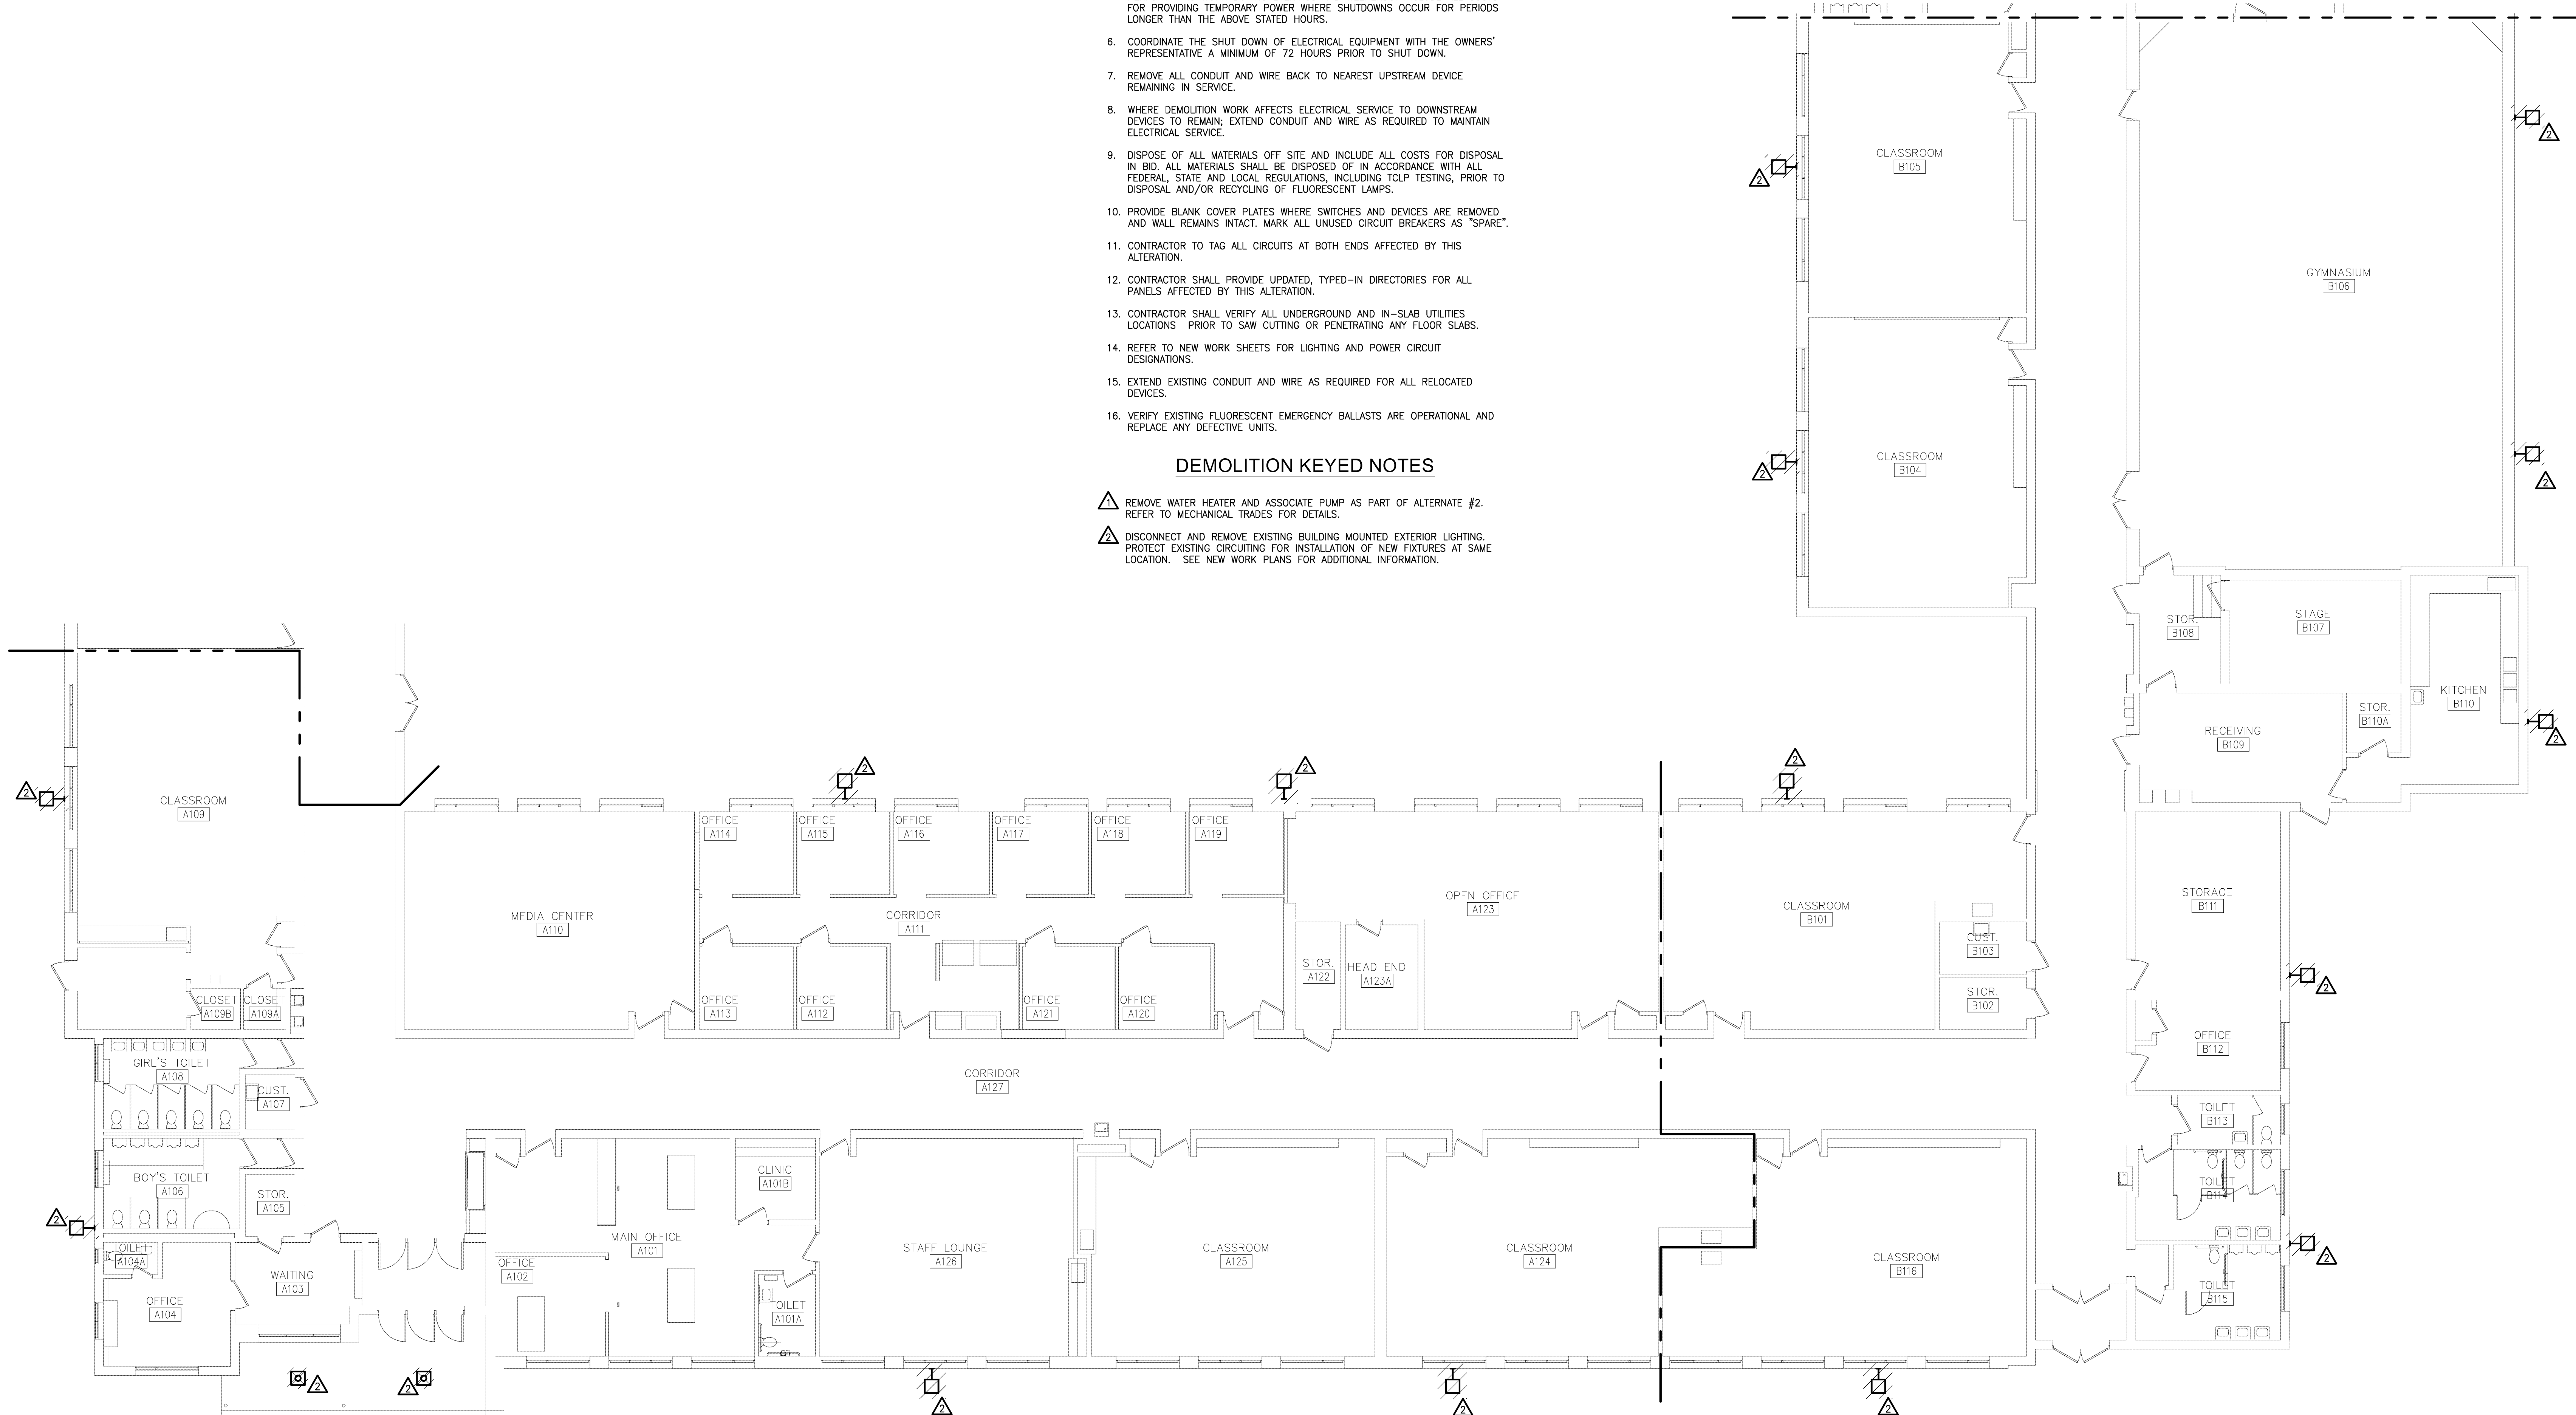 FOR PROVIDING TEMPORARY POWER WHERE SHUTDOWNS OCCUR FOR PERIODS
LONGER THAN THE ABOVE STATED HOURS.
6. COORDINATE THE SHUT DOWN OF ELECTRICAL EQUIPMENT WITH THE OWNERS'
REPRESENTATIVE A MINIMUM OF 72 HOURS PRIOR TO SHUT DOWN.
7. REMOVE ALL CONDUIT AND WIRE BACK TO NEAREST UPSTREAM DEVICE
REMAINING IN SERVICE.
8. WHERE DEMOLITION WORK AFFECTS ELECTRICAL SERVICE TO DOWNSTREAM
DEVICES TO REMAIN; EXTEND CONDUIT AND WIRE AS REQUIRED TO MAINTAIN
ELECTRICAL SERVICE.
9. DISPOSE OF ALL MATERIALS OFF SITE AND INCLUDE ALL COSTS FOR DISPOSAL
IN BID. ALL MATERIALS SHALL BE DISPOSED OF IN ACCORDANCE WITH ALL
FEDERAL, STATE AND LOCAL REGULATIONS, INCLUDING TCLP TESTING, PRIOR TO
DISPOSAL AND/OR RECYCLING OF FLUORESCENT LAMPS.
10. PROVIDE BLANK COVER PLATES WHERE SWITCHES AND DEVICES ARE REMOVED
AND WALL REMAINS INTACT. MARK ALL UNUSED CIRCUIT BREAKERS AS "SPARE".
11. CONTRACTOR TO TAG ALL CIRCUITS AT BOTH ENDS AFFECTED BY THIS
ALTERATION.
12. CONTRACTOR SHALL PROVIDE UPDATED, TYPED-IN DIRECTORIES FOR ALL
PANELS AFFECTED BY THIS ALTERATION.
13. CONTRACTOR SHALL VERIFY ALL UNDERGROUND AND IN-SLAB UTILITIES
LOCATIONS PRIOR TO SAW CUTTING OR PENETRATING ANY FLOOR SLABS.
14. REFER TO NEW WORK SHEETS FOR LIGHTING AND POWER CIRCUIT
DESIGNATIONS.
15. EXTEND EXISTING CONDUIT AND WIRE AS REQUIRED FOR ALL RELOCATED
DEVICES.
16. VERIFY EXISTING FLUORESCENT EMERGENCY BALLASTS ARE OPERATIONAL AND
REPLACE ANY DEFECTIVE UNITS.
DEMOLITION KEYED NOTES
1 REMOVE WATER HEATER AND ASSOCIATE PUMP AS PART OF ALTERNATE #2.
REFER TO MECHANICAL TRADES FOR DETAILS.
2 DISCONNECT AND REMOVE EXISTING BUILDING MOUNTED EXTERIOR LIGHTING.
PROTECT EXISTING CIRCUITING FOR INSTALLATION OF NEW FIXTURES AT SAME
LOCATION. SEE NEW WORK PLANS FOR ADDITIONAL INFORMATION.
CLASSROOM
B105
2
CLASSROOM
B104
2
GYMNASIUM
B106
2
2
STOR.
B108
STAGE
B107
KITCHEN
B110
2
STOR.
B110A
RECEIVING
B109
CLASSROOM
A109
2
CLOSET
A109B
CLOSET
A109A
MEDIA CENTER
A110
2
2
2
OFFICE
A114
OFFICE
A115
OFFICE
A116
OFFICE
A117
OFFICE
A118
OFFICE
A119
CORRIDOR
A111
OFFICE
A113
OFFICE
A112
OFFICE
A121
OFFICE
A120
OPEN OFFICE
A123
STOR.
A122
HEAD END
A123A
CLASSROOM
B101
CUST.
B103
STOR.
B102
STORAGE
B111
2
OFFICE
B112
GIRL'S TOILET
A108
CUST.
A107
CORRIDOR
A127
TOILET
B113
TOILET
B114
2
TOILET
B115
BOY'S TOILET
A106
STOR.
A105
2
TOILET
A104A
OFFICE
A104
WAITING
A103
MAIN OFFICE
A101
CLINIC
A101B
OFFICE
A102
TOILET
A101A
STAFF LOUNGE
A126
CLASSROOM
A125
CLASSROOM
A124
CLASSROOM
B116
2
2
2
2
2